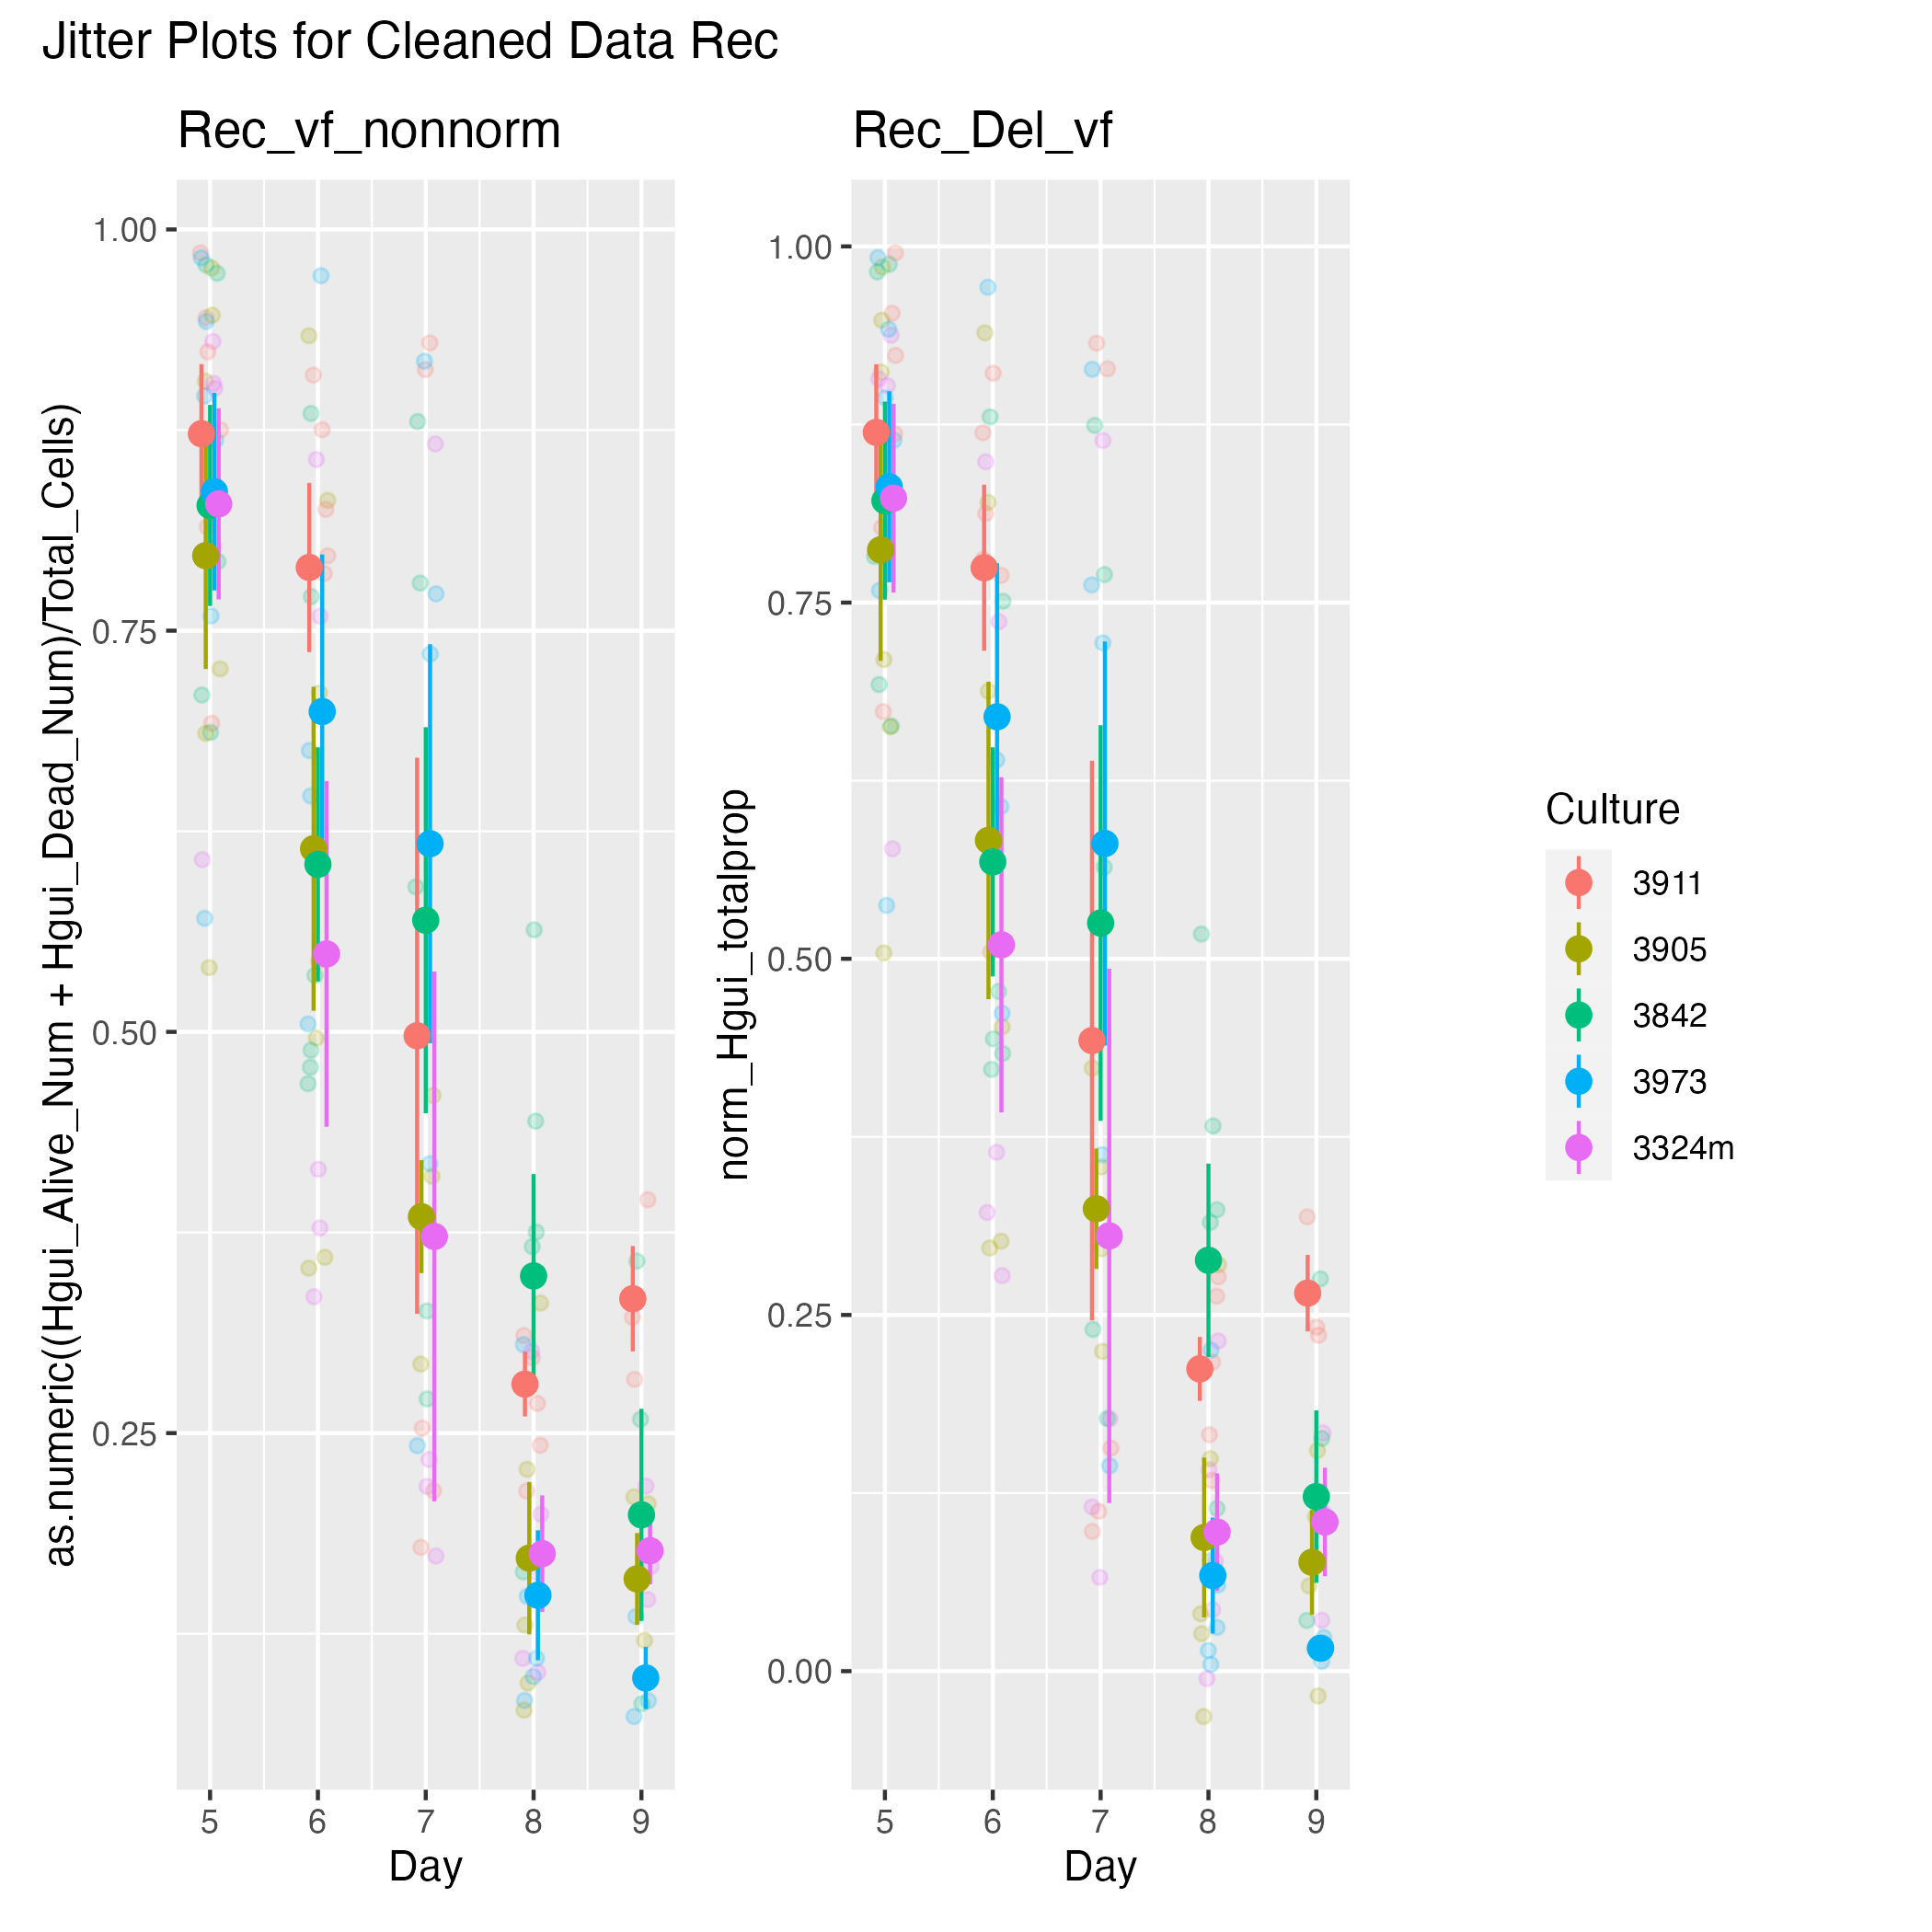 Jitter Plots for Cleaned Data Rec
Rec_vf_nonnorm
as.numeric((Hgui_Alive_Num + Hgui_Dead_Num)/Total_Cells)
1.00
0.75
0.50
0.25
5 6 7 8 9
Day
Rec_Del_vf
norm_Hgui_totalprop
1.00
0.75
0.50
0.25
0.00
5 6 7 8 9
Day
Culture
3911
3905
3842
3973
3324m